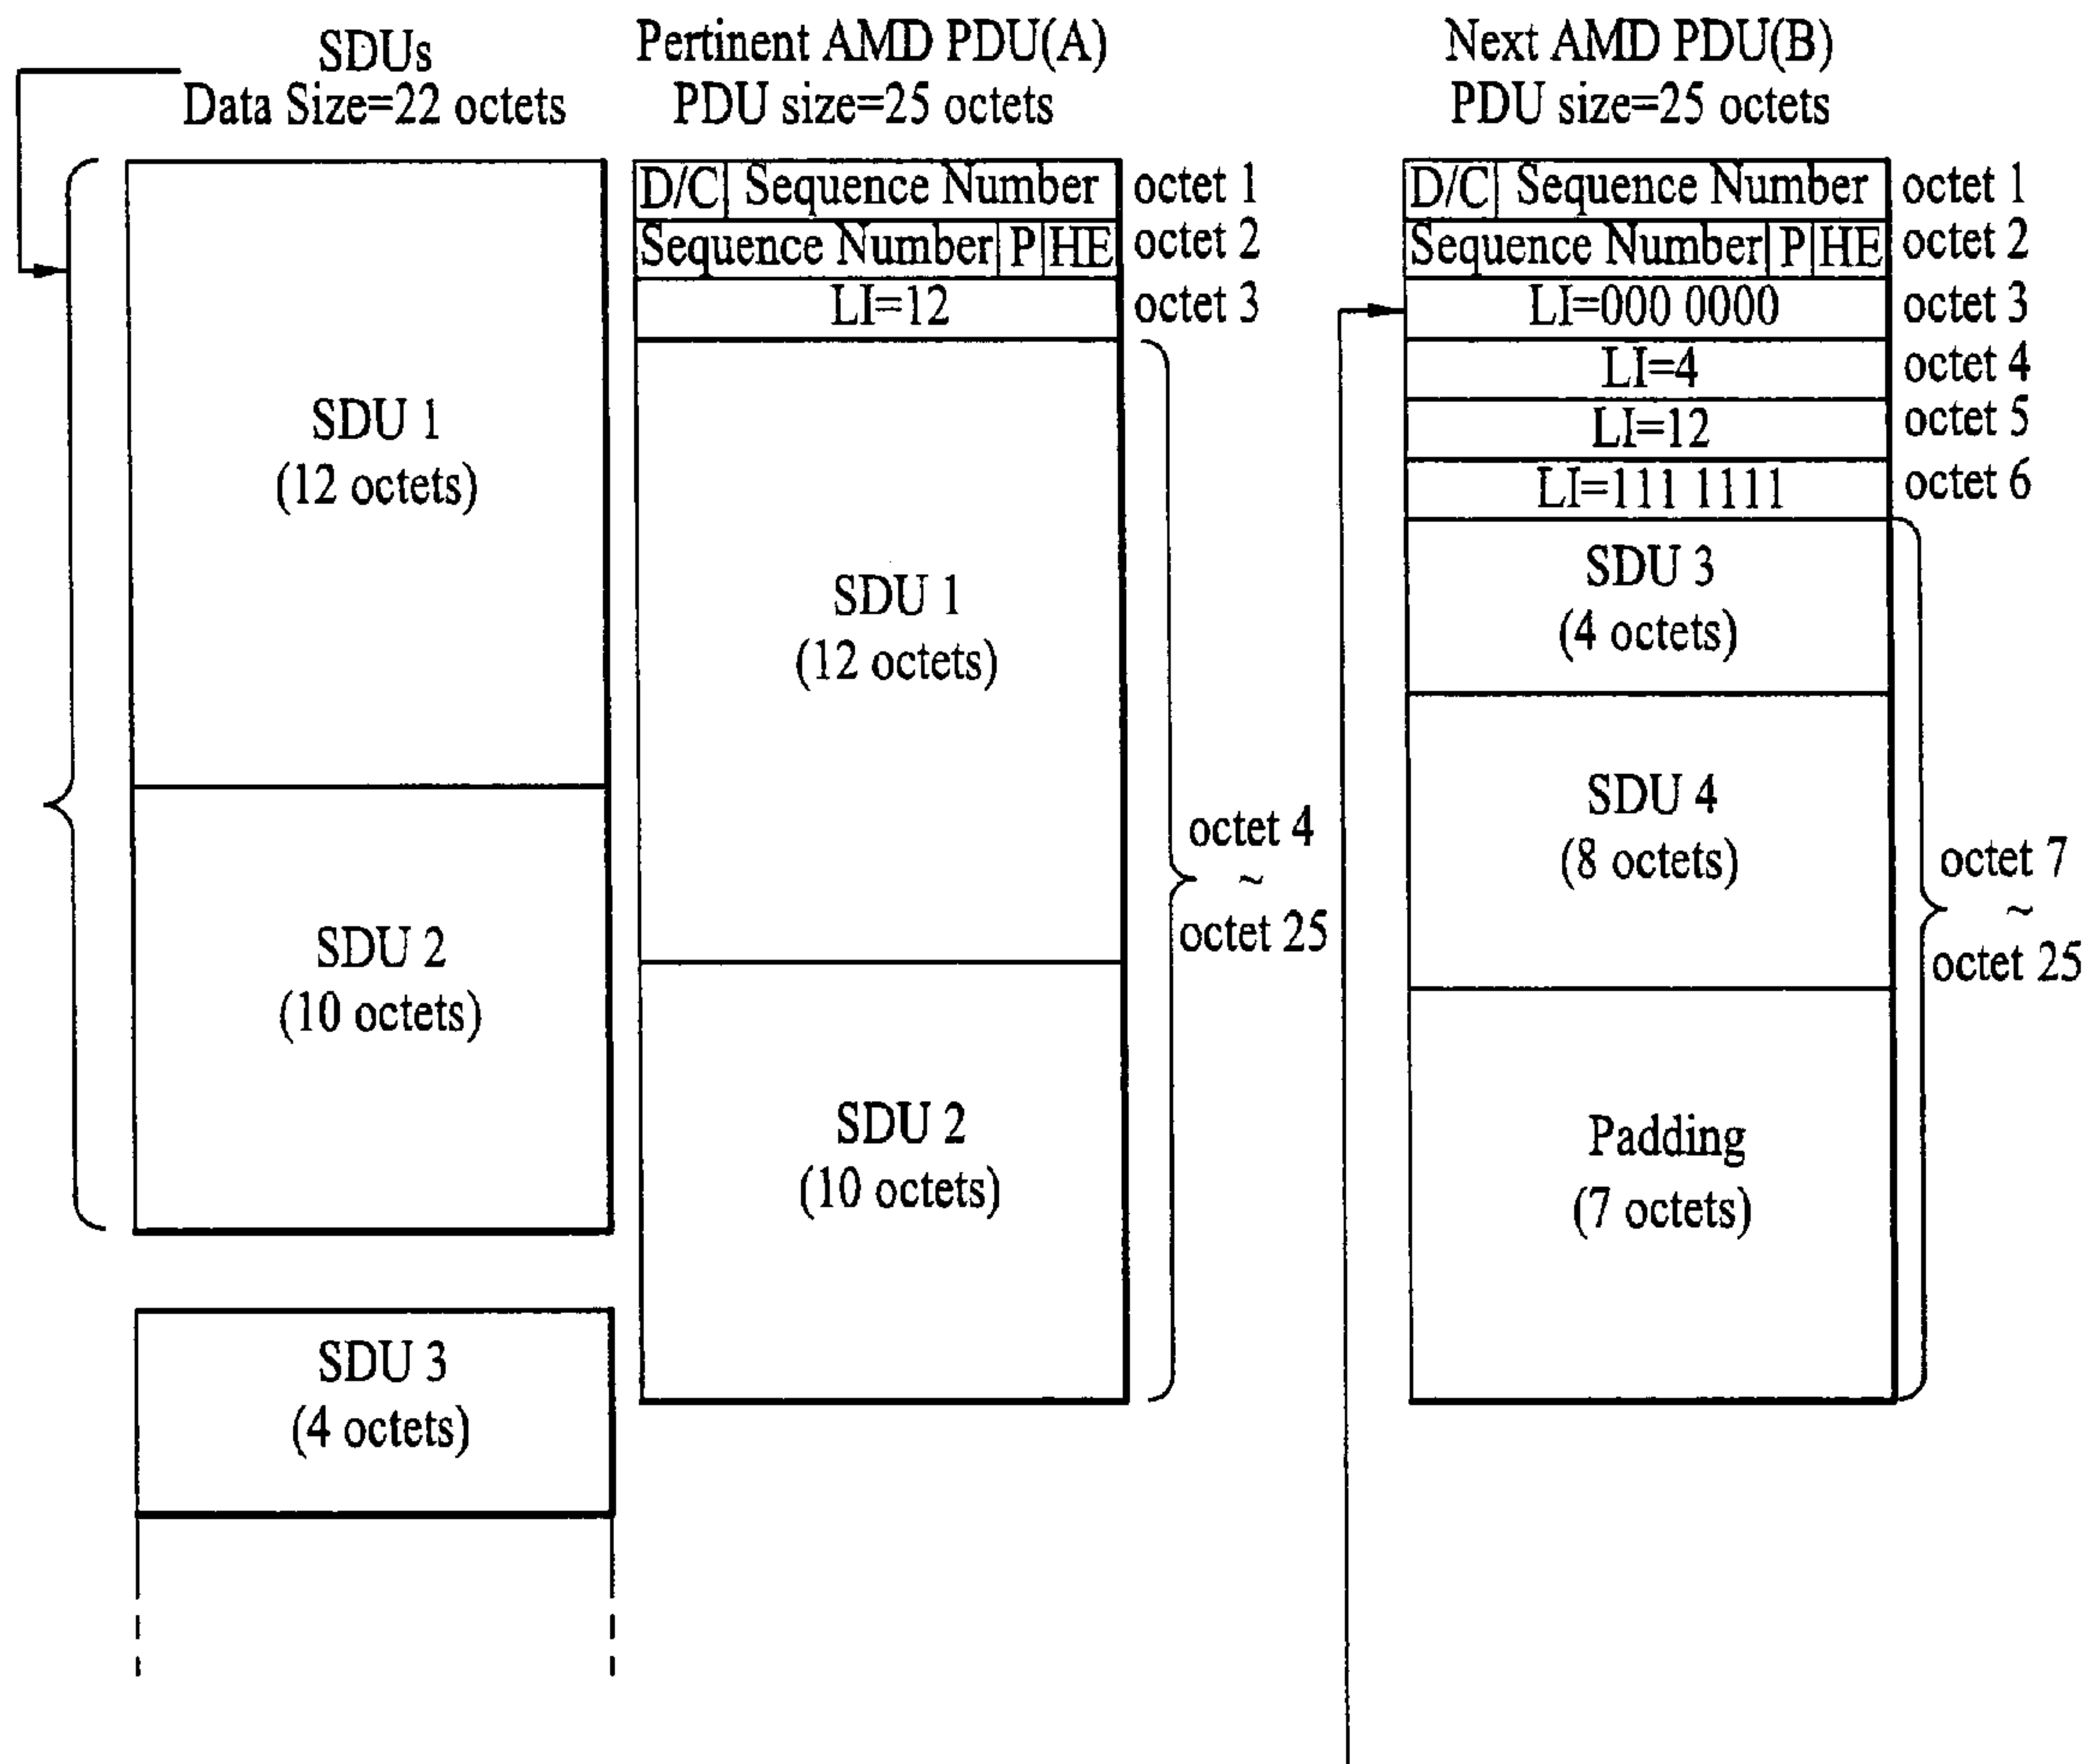 SDUs
Data Size=22 octets
SDU 1
(12 octets)
SDU 2
(10 octets)
SDU 3
(4 octets)
Pertinent AMD PDU(A)
PDU size=25 octets
D/C Sequence Number octet 1
Sequence Number P HE octet 2
LI=12 octet 3
SDU 1
(12 octets)
SDU 2
(10 octets)
octet 4
~
octet 25
Next AMD PDU(B)
PDU size=25 octets
D/C Sequence Number octet 1
Sequence Number P HE octet 2
LI=000 0000 octet 3
LI=4 octet 4
LI=12 octet 5
LI=111 1111 octet 6
SDU 3
(4 octets)
SDU 4
(8 octets)
Padding
(7 octets)
octet 7
~
octet 25